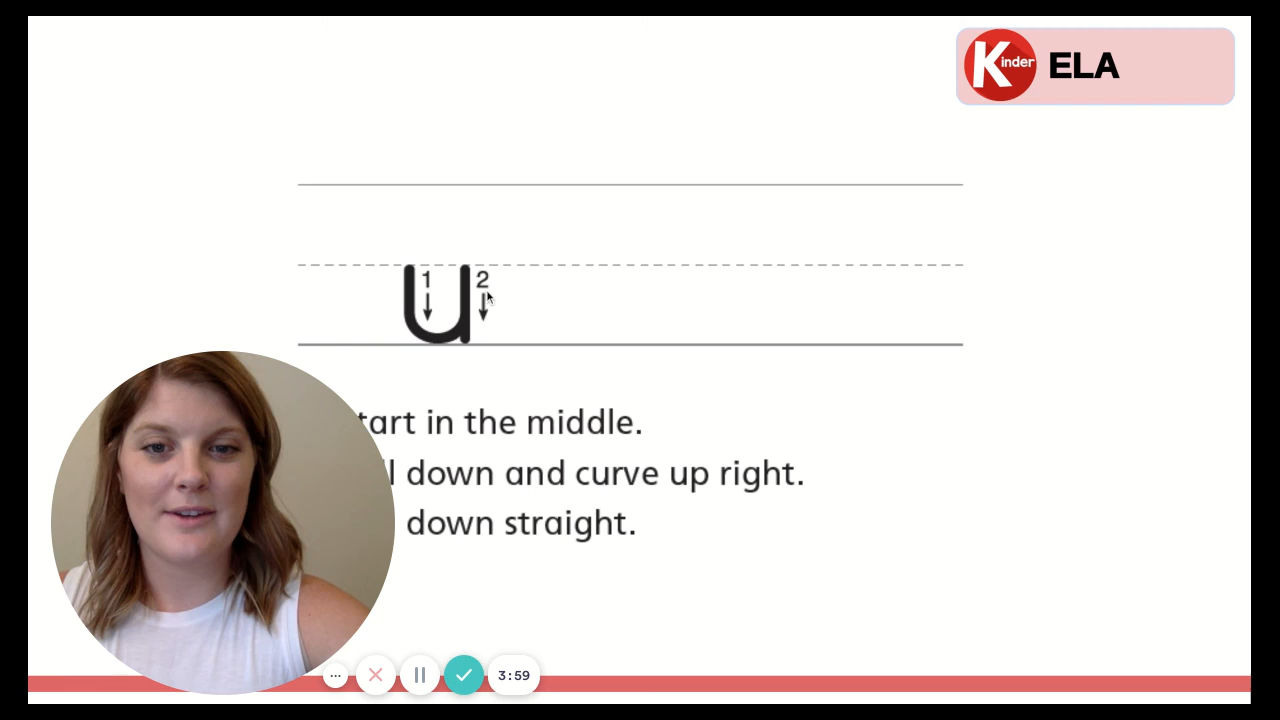 Kinder ELA
u 1 2
tart in the middle.
l down and curve up right.
down straight.
3:59